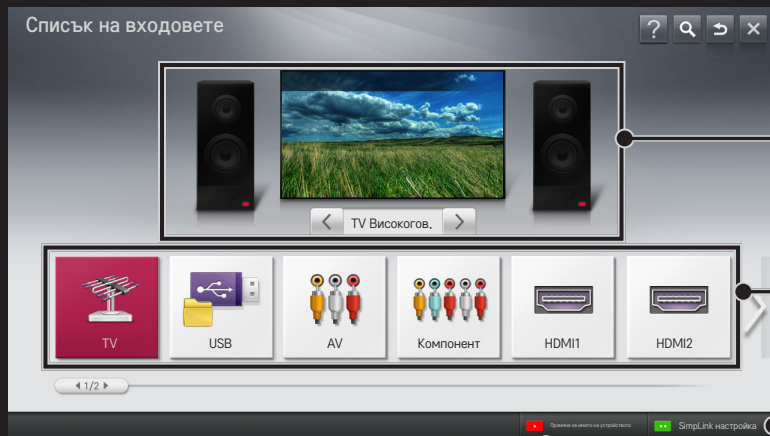 Списък на входовете
?
TV Високогов.
TV
USB
AV
Компонент
HDMI1
HDMI2
1/2
Промяна на името на устройството
SimpLink настройка